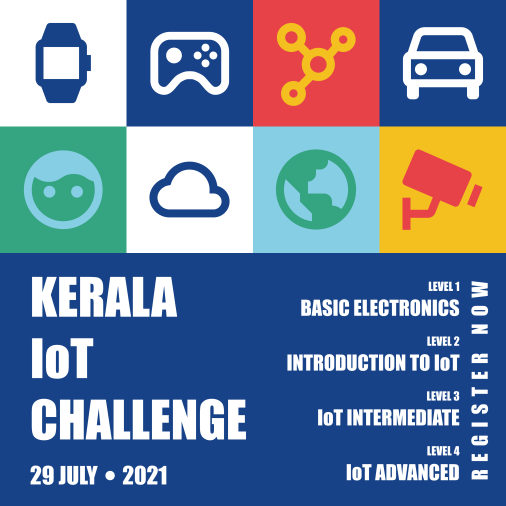 KERALA
IoT
CHALLENGE
29 JULY • 2021
LEVEL 1
BASIC ELECTRONICS
LEVEL 2
INTRODUCTION TO IoT
LEVEL 3
IoT INTERMEDIATE
LEVEL 4
IoT ADVANCED
REGISTER NOW